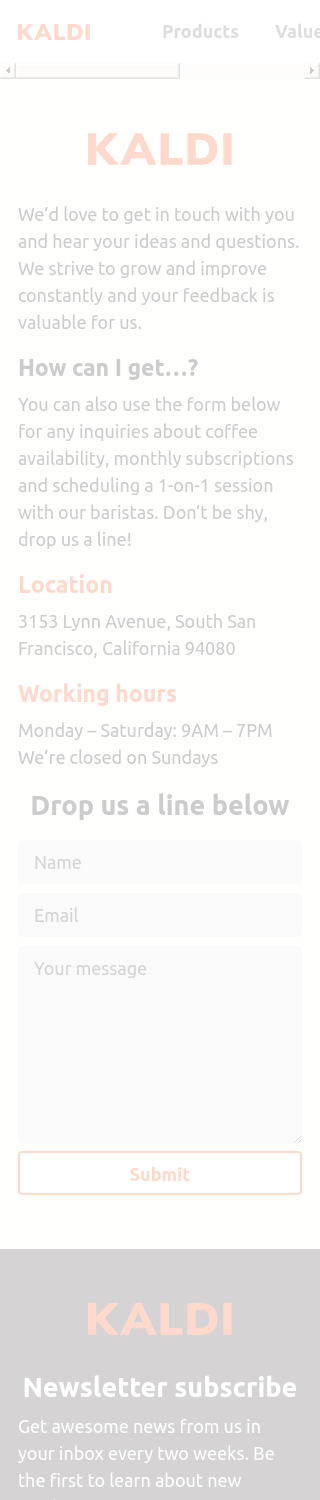 KALDI Products Value
KALDI
We’d love to get in touch with you
and hear your ideas and questions.
We strive to grow and improve
constantly and your feedback is
valuable for us.
How can I get…?
You can also use the form below
for any inquiries about coffee
availability, monthly subscriptions
and scheduling a 1-on-1 session
with our baristas. Don’t be shy,
drop us a line!
Location
3153 Lynn Avenue, South San
Francisco, California 94080
Working hours
Monday – Saturday: 9AM – 7PM
We’re closed on Sundays
Drop us a line below
Name
Email
Your message
Submit
KALDI
Newsletter subscribe
Get awesome news from us in
your inbox every two weeks. Be
the first to learn about new